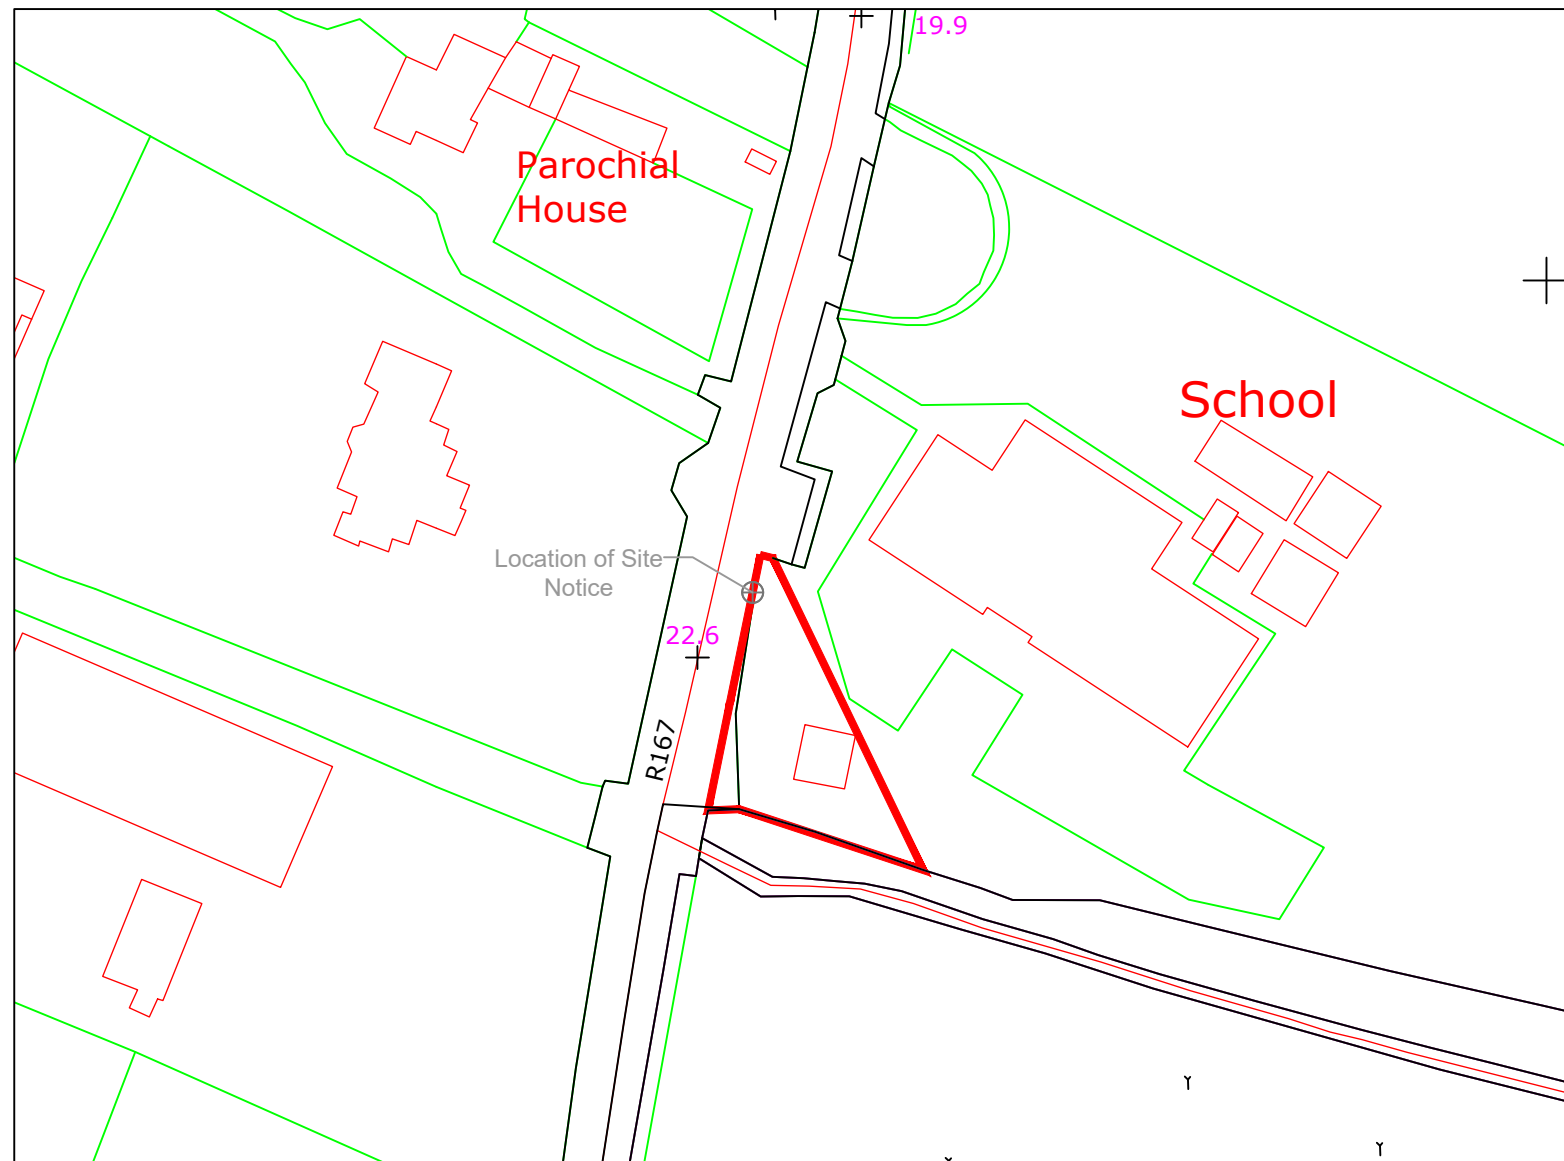 19.9
Parochial
House
School
Location of Site
Notice
22.6
R167